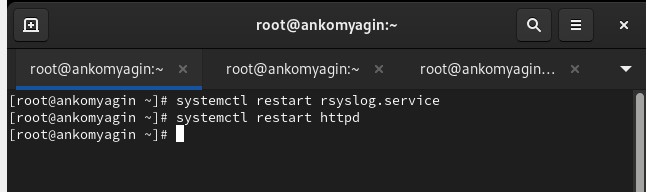 root@ankomyagin:~
root@ankomyagin:~ root@ankomyagin:~ root@ankomyagin…
[root@ankomyagin ~]# systemctl restart rsyslog.service
[root@ankomyagin ~]# systemctl restart httpd
[root@ankomyagin ~]#